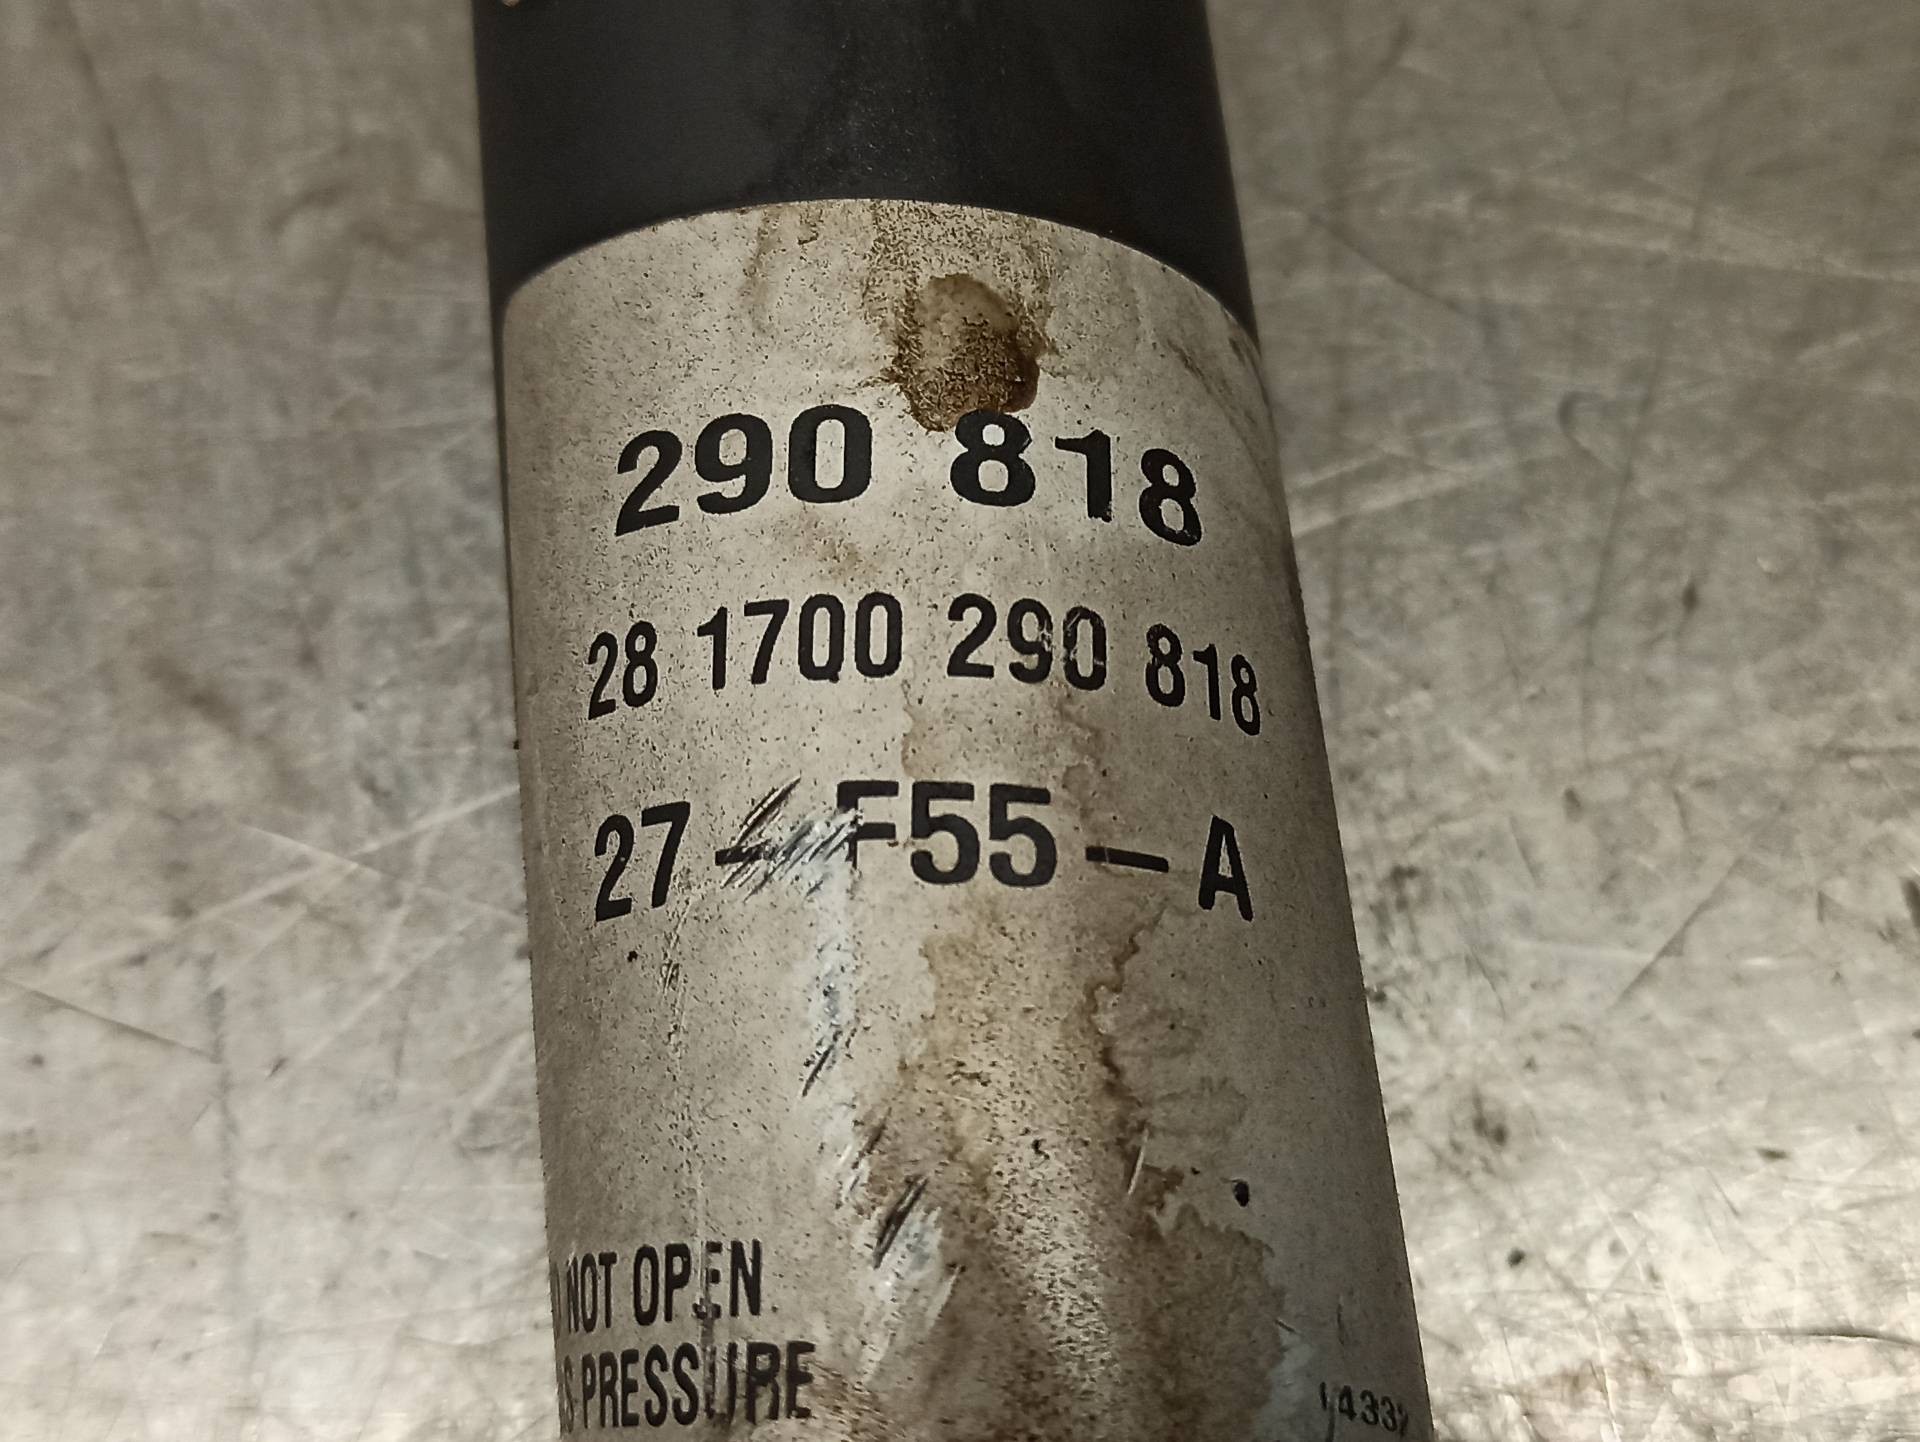 290 818
28 1700 290 818
27 - F55 - A
NOT OPEN
PRESSURE